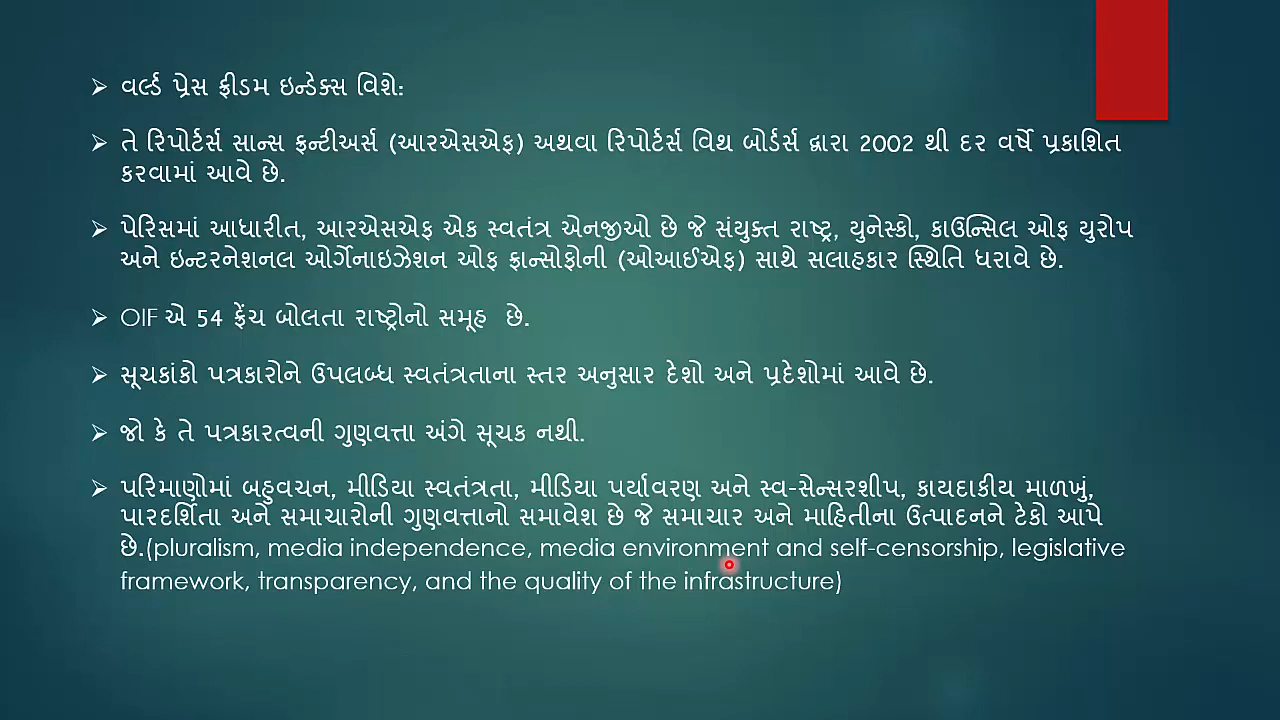 વર્લ્ડ પ્રેસ ફ્રીડમ ઇન્ડેક્સ વિશે:
તે રિપોર્ટર્સ સાન્સ ફ્રન્ટીઅર્સ (આરએસએફ) અથવા રિપોર્ટર્સ વિથ બોર્ડર્સ દ્વારા 2002 થી દર વર્ષે પ્રકાશિત
કરવામાં આવે છે.
પેરિસમાં આધારીત, આરએસએફ એક સ્વતંત્ર એનજીઓ છે જે સંયુક્ત રાષ્ટ્ર, યુનેસ્કો, કાઉન્સિલ ઓફ યુરોપ
અને ઇન્ટરનેશનલ ઓર્ગેનાઇઝેશન ઓફ ફ્રાન્સોફોની (ઓઆઈએફ) સાથે સલાહકાર સ્થિતિ ધરાવે છે.
OIF એ 54 ફ્રેંચ બોલતા રાષ્ટ્રોનો સમૂહ છે.
સૂચકાંકો પત્રકારોને ઉપલબ્ધ સ્વતંત્રતાના સ્તર અનુસાર દેશો અને પ્રદેશોમાં આવે છે.
જો કે તે પત્રકારત્વની ગુણવત્તા અંગે સૂચક નથી.
પરિમાણોમાં બહુવચન, મીડિયા સ્વતંત્રતા, મીડિયા પર્યાવરણ અને સ્વ-સેન્સરશીપ, કાયદાકીય માળખું,
પારદર્શિતા અને સમાચારોની ગુણવત્તાનો સમાવેશ છે જે સમાચાર અને માહિતીના ઉત્પાદનને ટેકો આપે
છે.(pluralism, media independence, media environment and self-censorship, legislative
framework, transparency, and the quality of the infrastructure)